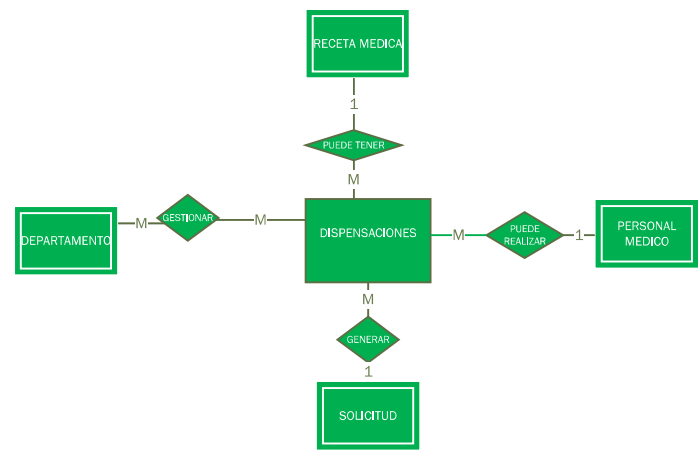 RECETA MEDICA
1
PUEDE TENER
M
DEPARTAMENTO
M
GESTIONAR
M
DISPENSACIONES
M
PUEDE
REALIZAR
1
PERSONAL
MEDICO
M
GENERAR
1
SOLICITUD